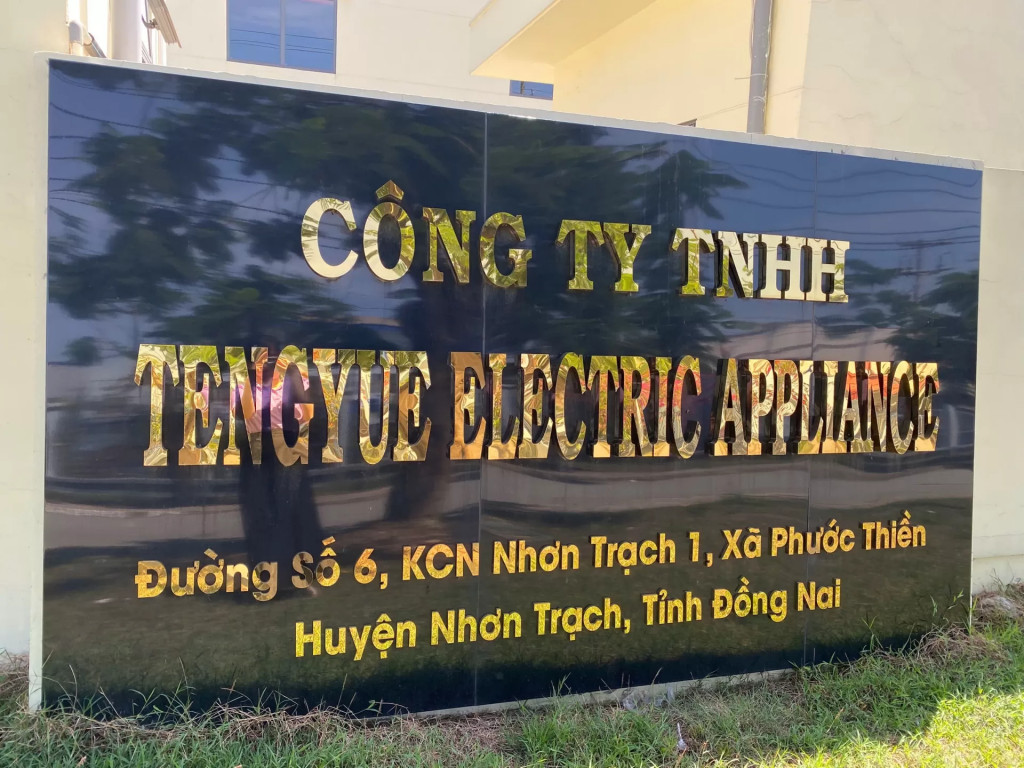 CÔNG TY TNHH
TENGYUE ELECTRIC APPLIANCE
Đường Số 6, KCN Nhơn Trạch 1, Xã Phước Thiền
Huyện Nhơn Trạch, Tỉnh Đồng Nai